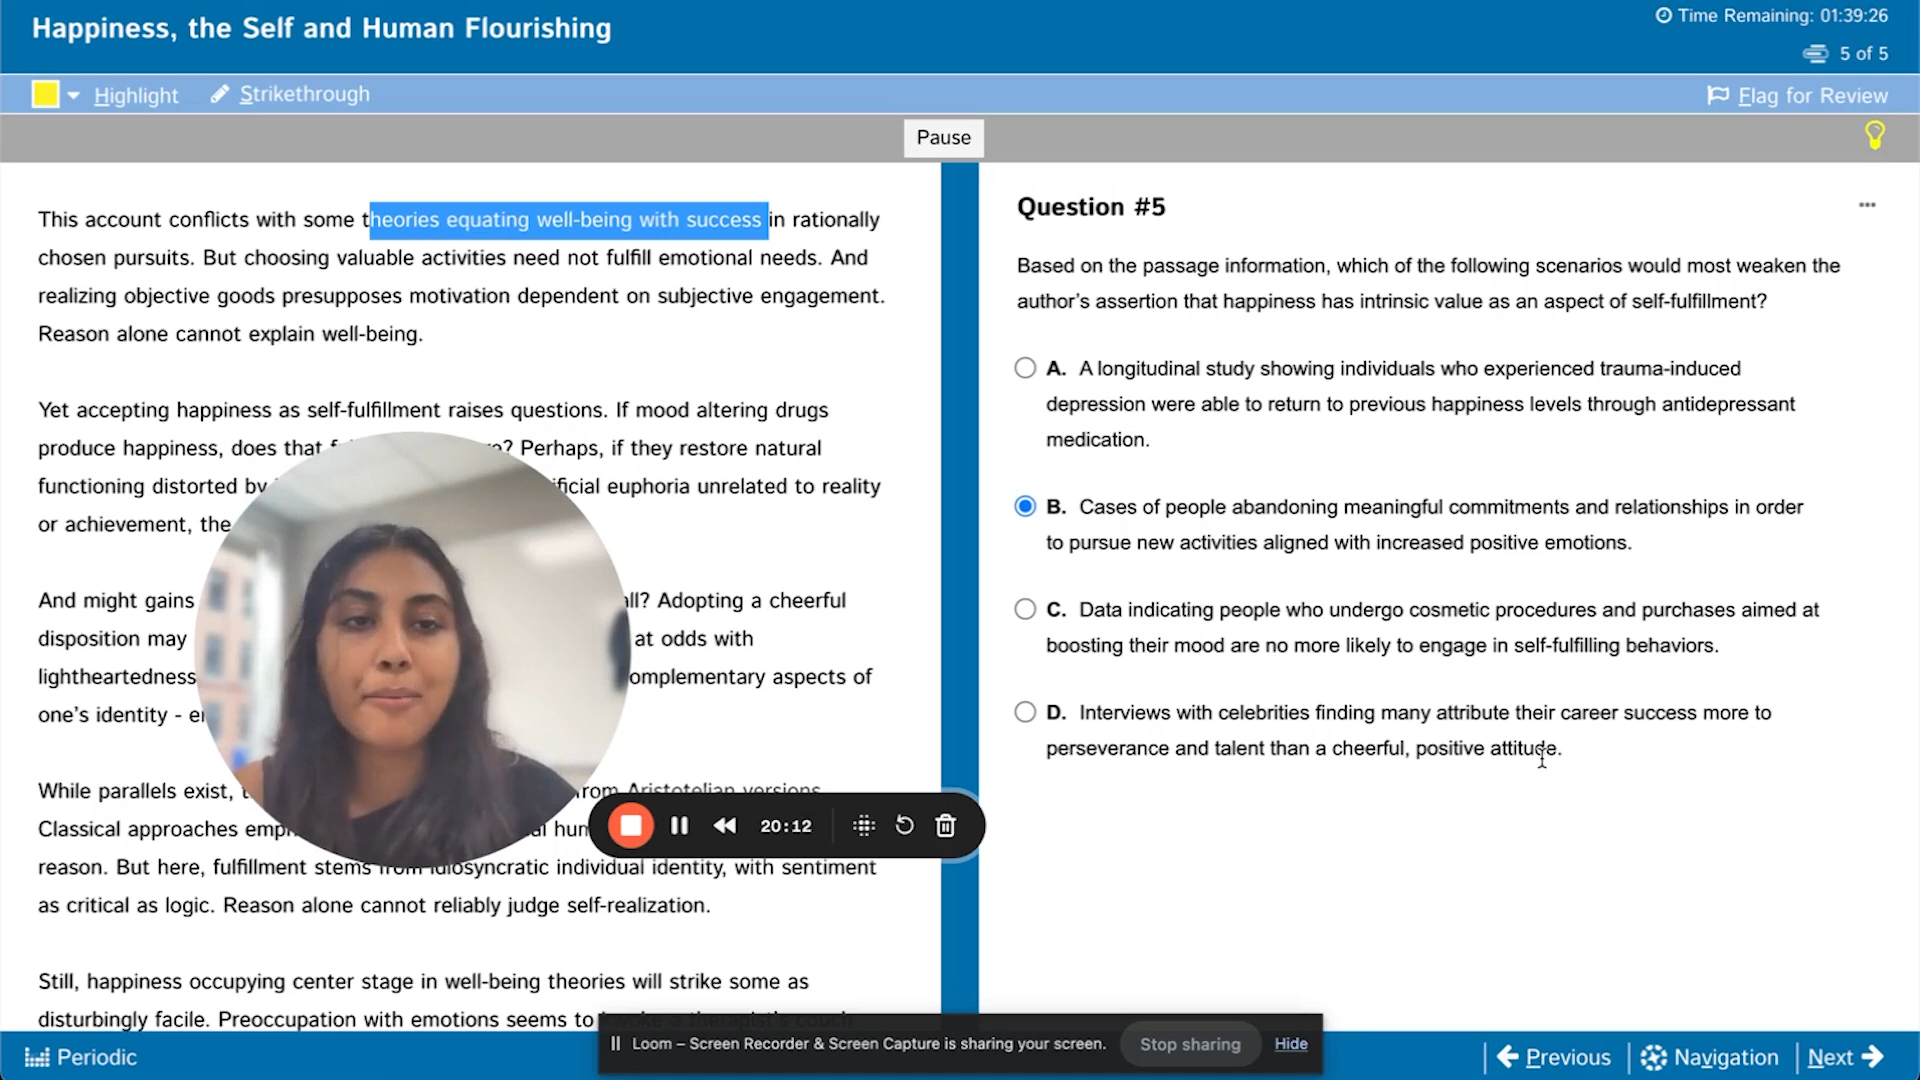 Happiness, the Self and Human Flourishing
Time Remaining: 01:39:26
5 of 5
Highlight
Strikethrough
Flag for Review
Pause
This account conflicts with some theories equating well-being with success in rationally
chosen pursuits. But choosing valuable activities need not fulfill emotional needs. And
realizing objective goods presupposes motivation dependent on subjective engagement.
Reason alone cannot explain well-being.
Yet accepting happiness as self-fulfillment raises questions. If mood altering drugs
produce happiness, does that ? Perhaps, if they restore natural
functioning distorted by euphoria unrelated to reality
or achievement, the
And might gains Adopting a cheerful
disposition may at odds with
lightheartedness aspects of
one's identity -
While parallels exist, Aristotelian versions
Classical approaches
reason. But here, fulfillment stems from idiosyncratic individual identity, with sentiment
as critical as logic. Reason alone cannot reliably judge self-realization.
Still, happiness occupying center stage in well-being theories will strike some as
disturbingly facile. Preoccupation with emotions seems to invoke a therapist's couch
Question #5
Based on the passage information, which of the following scenarios would most weaken the
author's assertion that happiness has intrinsic value as an aspect of self-fulfillment?
A. A longitudinal study showing individuals who experienced trauma-induced
depression were able to return to previous happiness levels through antidepressant
medication.
B. Cases of people abandoning meaningful commitments and relationships in order
to pursue new activities aligned with increased positive emotions.
C. Data indicating people who undergo cosmetic procedures and purchases aimed at
boosting their mood are no more likely to engage in self-fulfilling behaviors.
D. Interviews with celebrities finding many attribute their career success more to
perseverance and talent than a cheerful, positive attitude.
20:12
Loom – Screen Recorder & Screen Capture is sharing your screen.
Stop sharing
Hide
Periodic
Previous
Navigation
Next